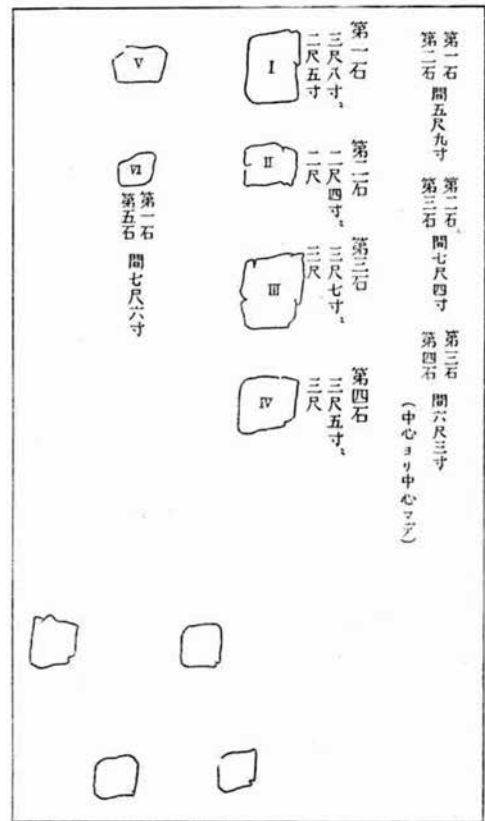 第一石
第二石
間五尺九寸
第二石
第三石
間七尺四寸
第三石
第四石
間六尺三寸
(中心ヨリ中心マデ)
第一石
三尺八寸、
二尺五寸
第二石
二尺四寸、
二尺
第三石
三尺七寸、
三尺
第四石
三尺五寸、
三尺
I
II
III
IV
第一石
第五石
間七尺六寸
V
VI